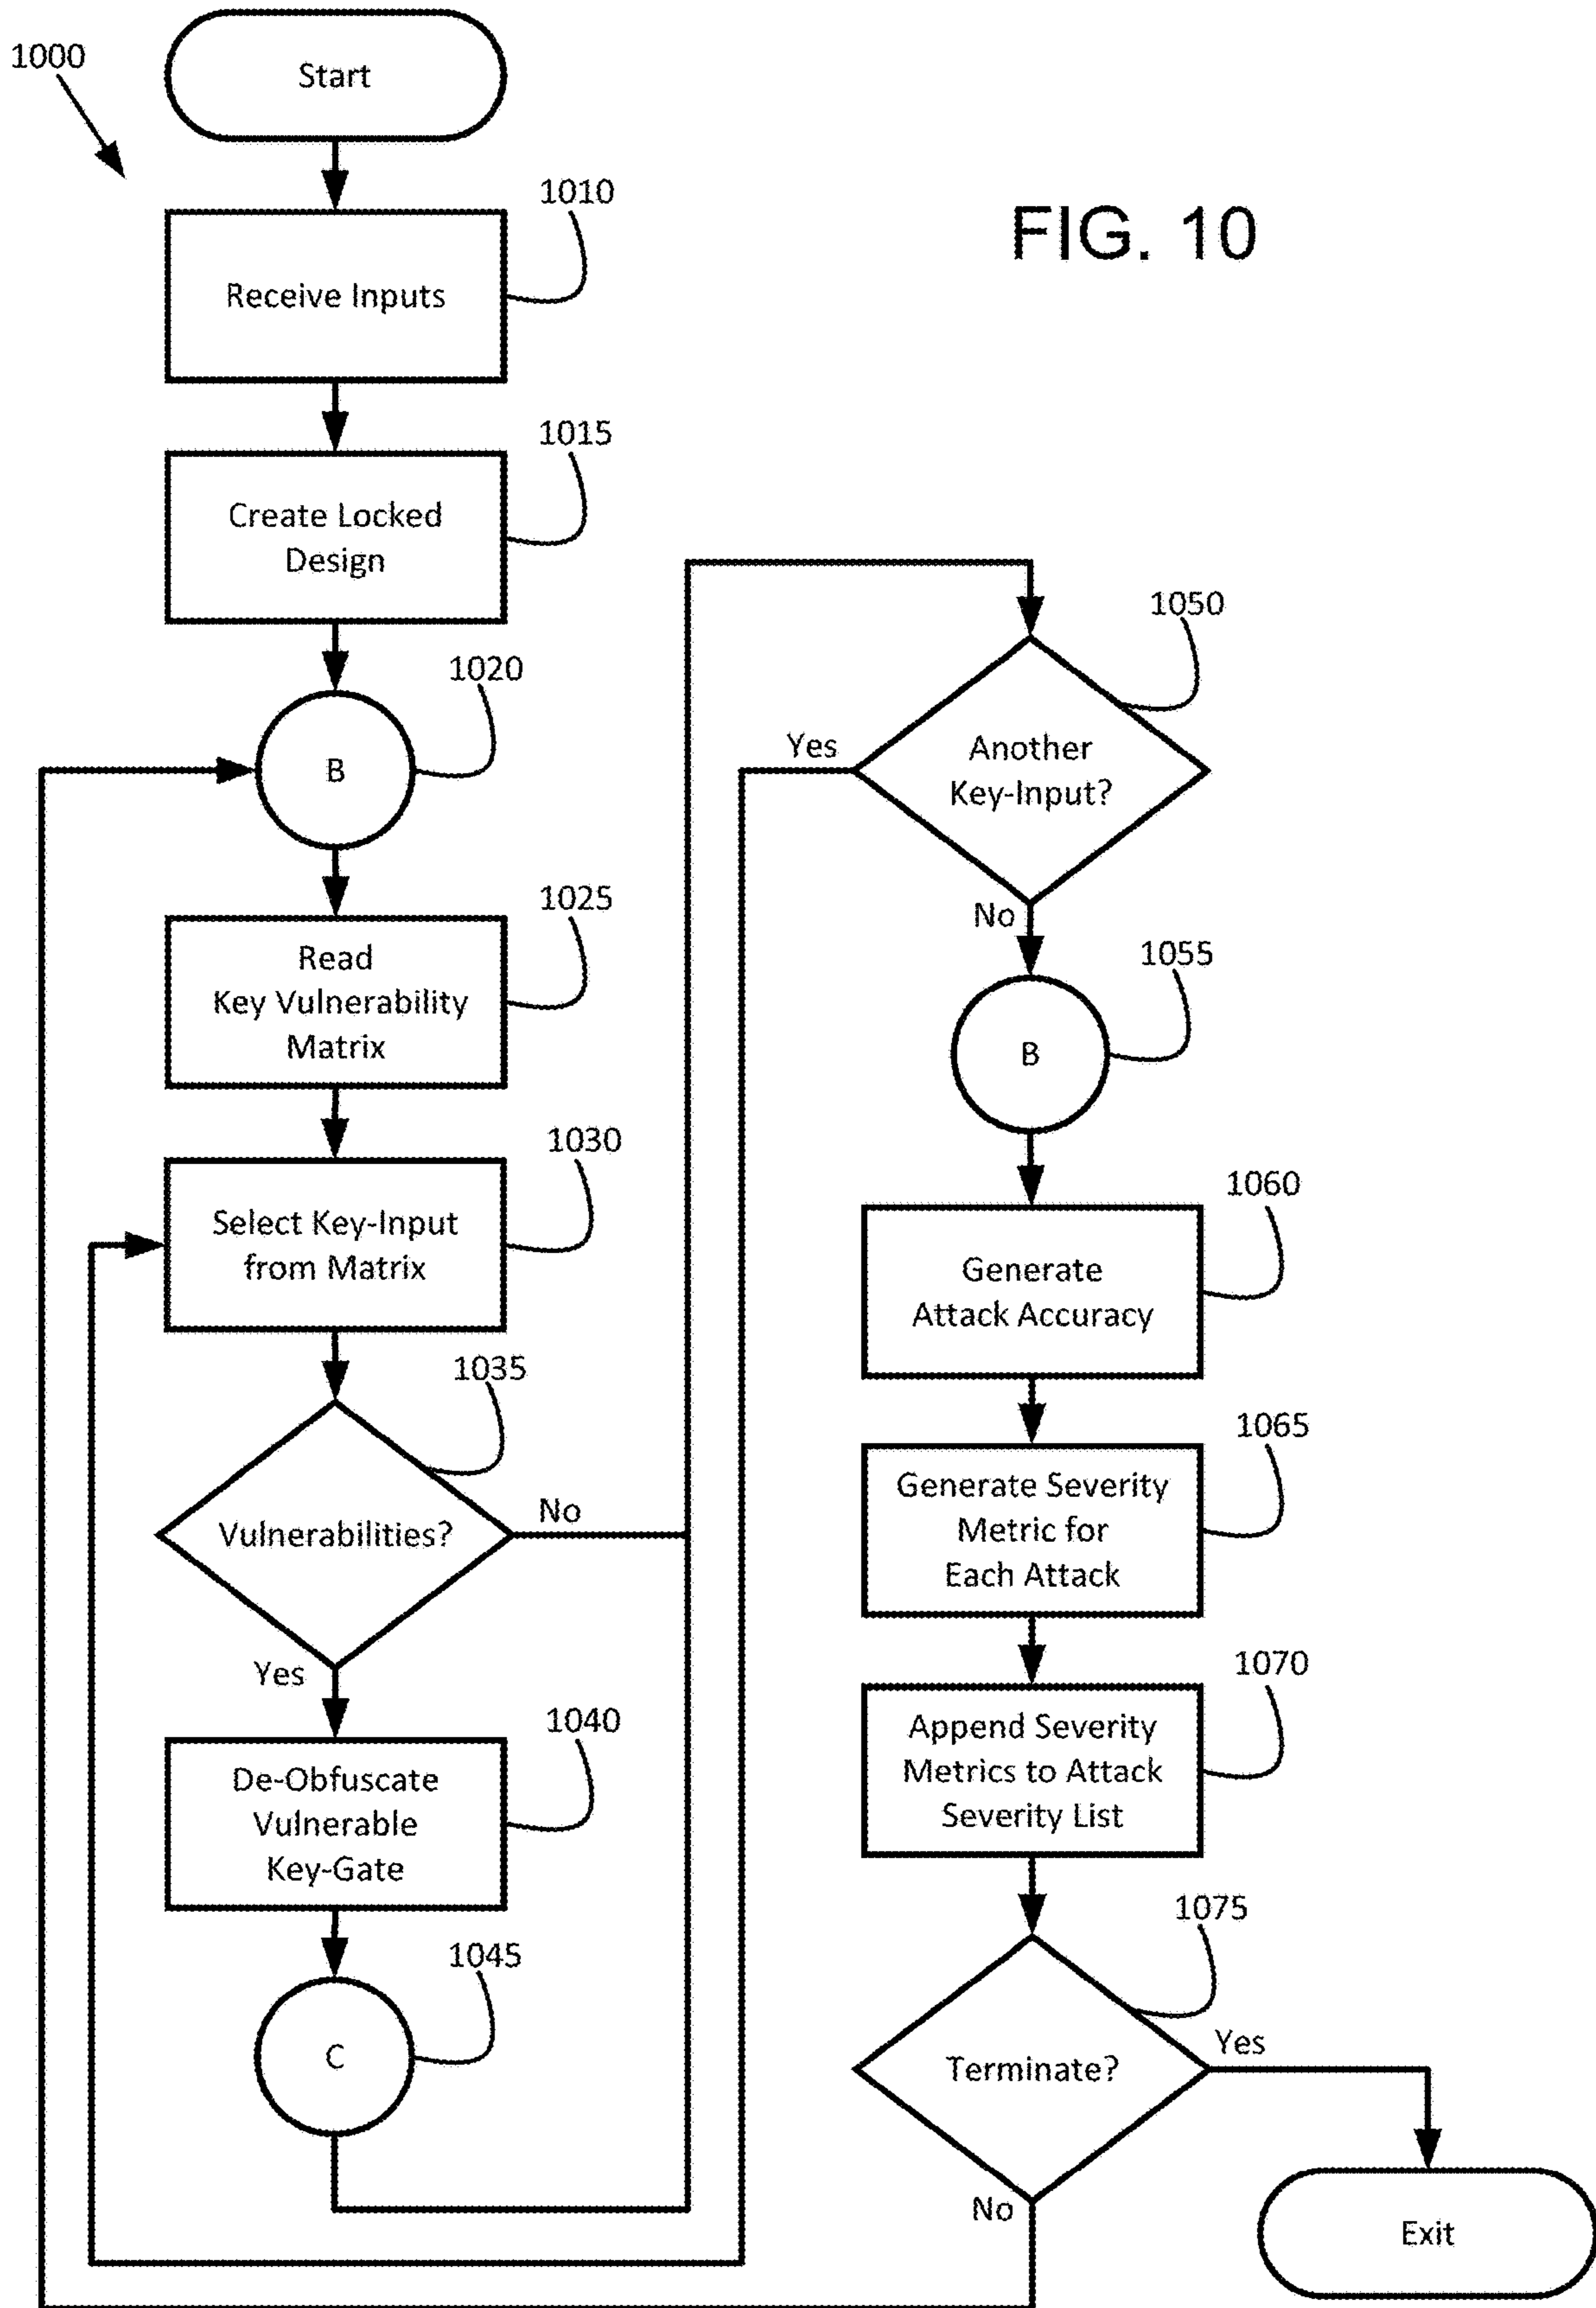 1000
Start
FIG. 10
1010
Receive Inputs
1015
Create Locked
Design
1020
B
1025
Read
Key Vulnerability
Matrix
1030
Select Key-Input
from Matrix
1035
Vulnerabilities?
No
Yes
1040
De-Obfuscate
Vulnerable
Key-Gate
1045
C
1050
Another
Key-Input?
Yes
No
1055
B
1060
Generate
Attack Accuracy
1065
Generate Severity
Metric for
Each Attack
1070
Append Severity
Metrics to Attack
Severity List
1075
Terminate?
Yes
No
Exit